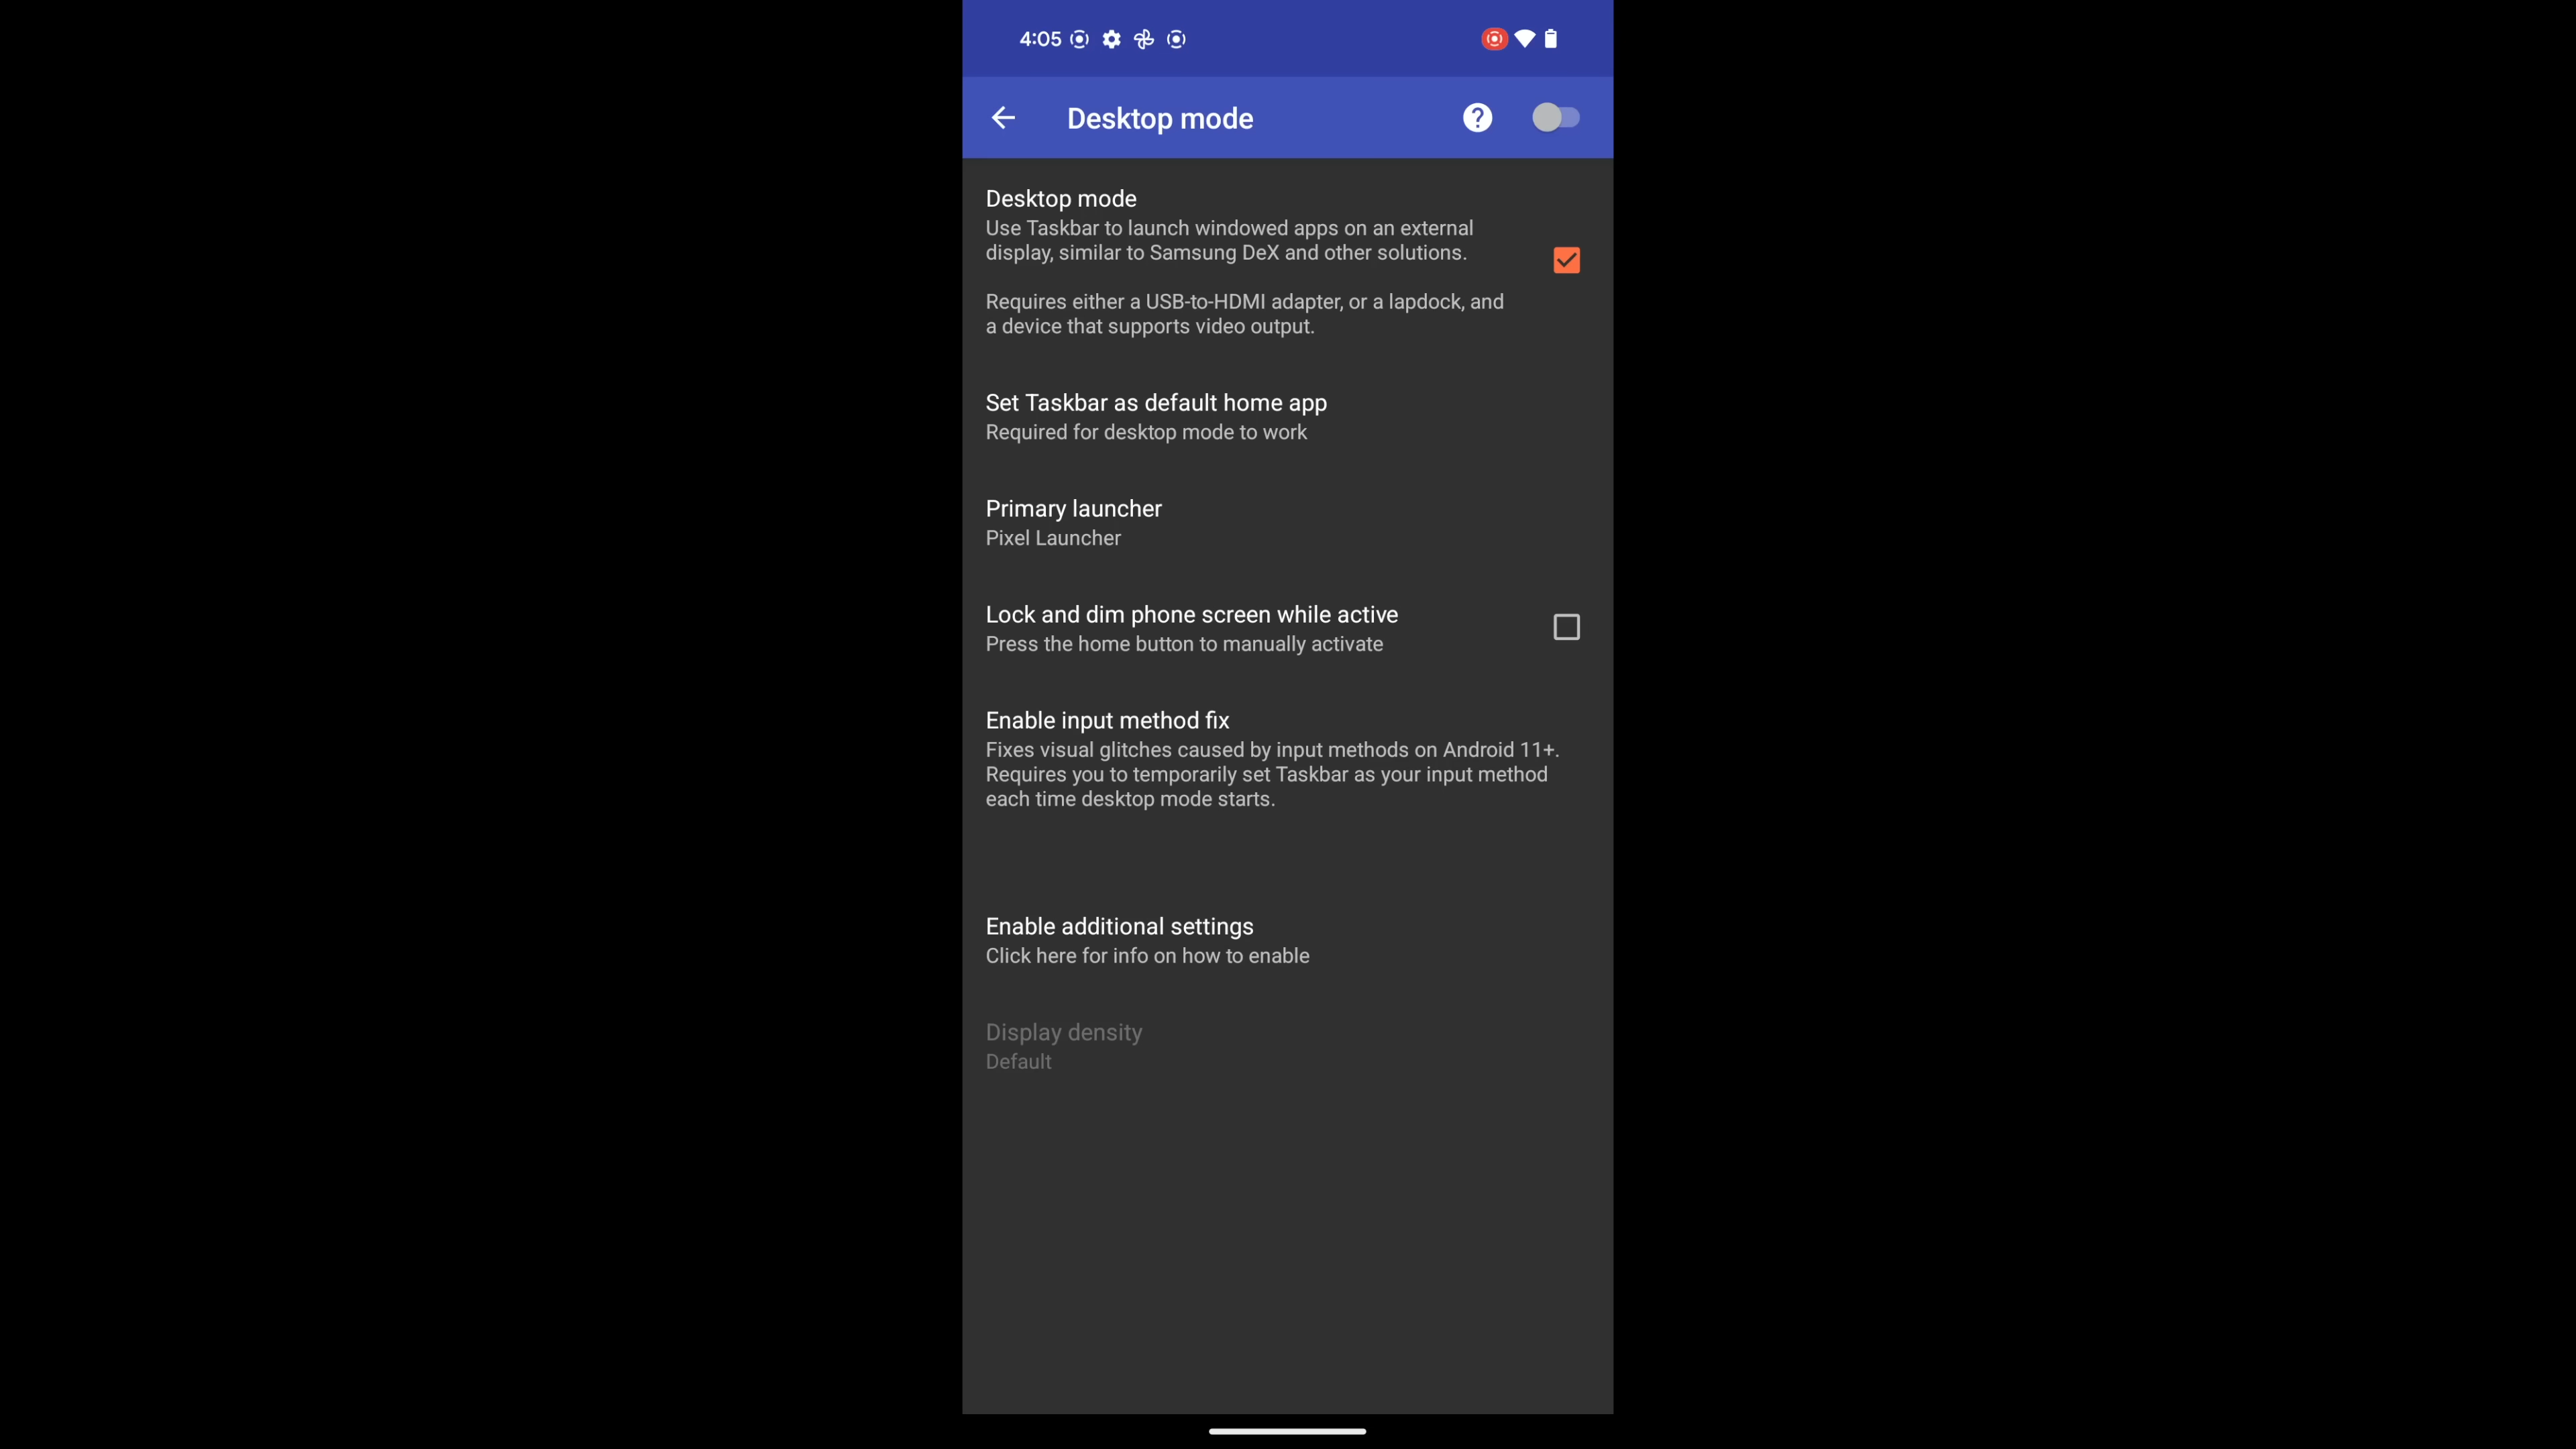 4:05
Desktop mode
Desktop mode
Use Taskbar to launch windowed apps on an external
display, similar to Samsung DeX and other solutions.
Requires either a USB-to-HDMI adapter, or a lapdock, and
a device that supports video output.
Set Taskbar as default home app
Required for desktop mode to work
Primary launcher
Pixel Launcher
Lock and dim phone screen while active
Press the home button to manually activate
Enable input method fix
Fixes visual glitches caused by input methods on Android 11+.
Requires you to temporarily set Taskbar as your input method
each time desktop mode starts.
Enable additional settings
Click here for info on how to enable
Display density
Default